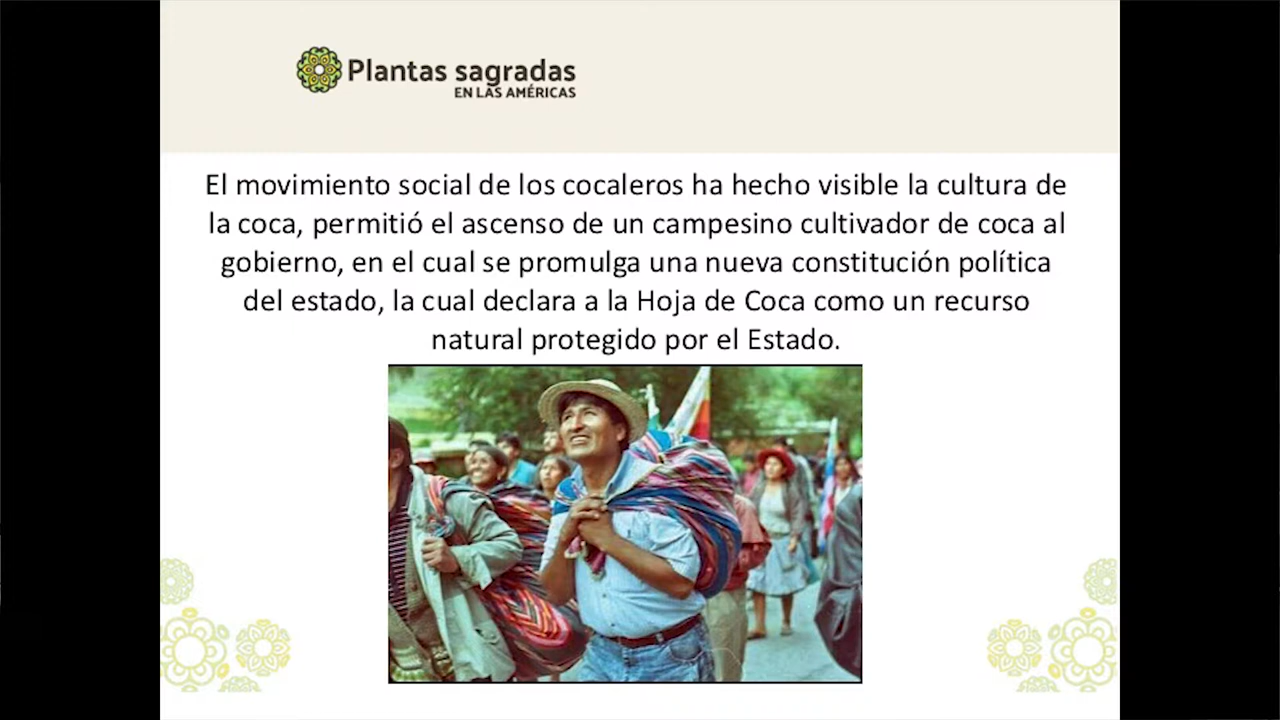 Plantas sagradas
EN LAS AMÉRICAS
El movimiento social de los cocaleros ha hecho visible la cultura de
la coca, permitió el ascenso de un campesino cultivador de coca al
gobierno, en el cual se promulga una nueva constitución política
del estado, la cual declara a la Hoja de Coca como un recurso
natural protegido por el Estado.